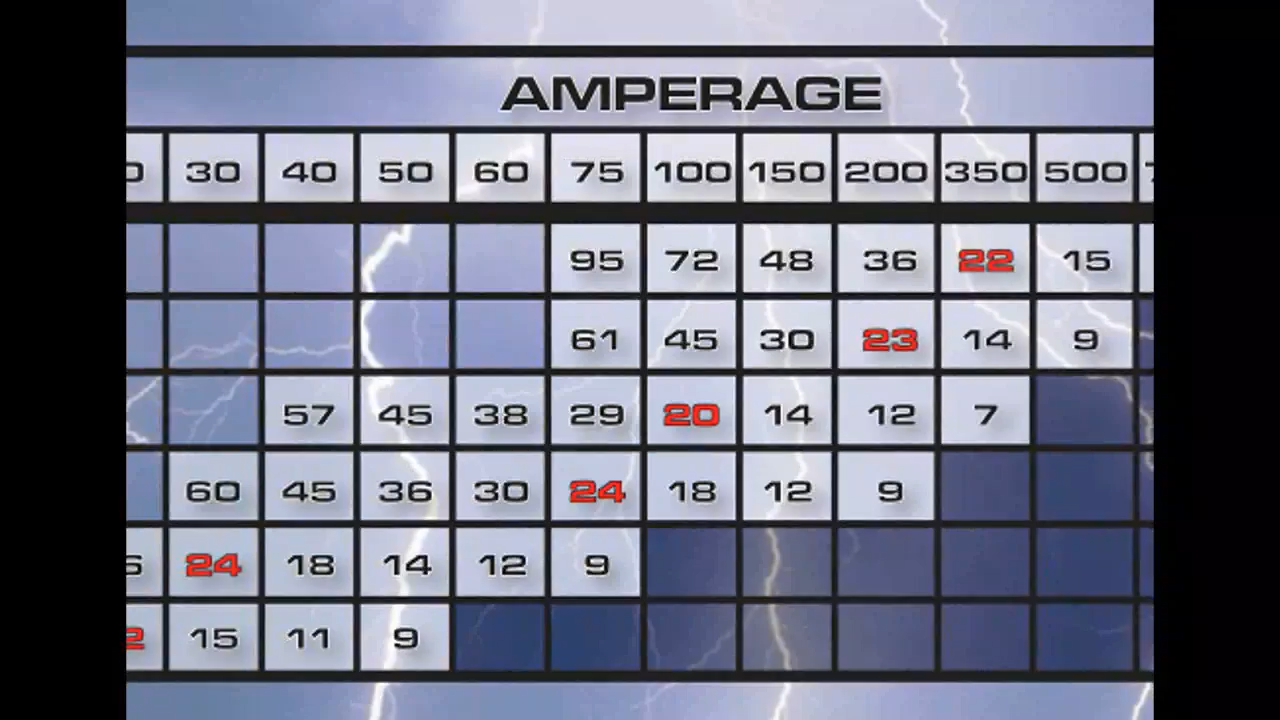 AMPERAGE
30 40 50 60 75 100 150 200 350 500
95 72 48 36 22 15
61 45 30 23 14 9
57 45 38 29 20 14 12 7
60 45 36 30 24 18 12 9
24 18 14 12 9
15 11 9